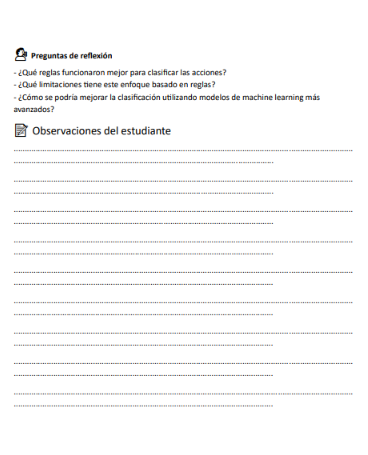 Preguntas de reflexión
- ¿Qué reglas funcionaron mejor para clasificar las acciones?
- ¿Qué limitaciones tiene este enfoque basado en reglas?
- ¿Cómo se podría mejorar la clasificación utilizando modelos de machine learning más
avanzados?
Observaciones del estudiante